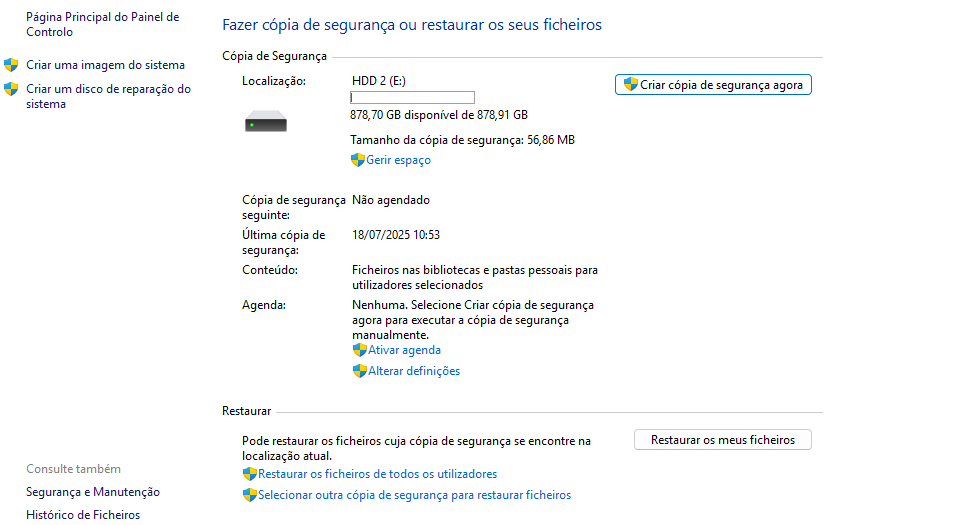 Página Principal do Painel de
Controlo
Criar uma imagem do sistema
Criar um disco de reparação do
sistema
Fazer cópia de segurança ou restaurar os seus ficheiros
Cópia de Segurança
Localização:
HDD 2 (E:)
Criar cópia de segurança agora
878,70 GB disponível de 878,91 GB
Tamanho da cópia de segurança: 56,86 MB
Gerir espaço
Cópia de segurança
seguinte:
Não agendado
Última cópia de
segurança:
18/07/2025 10:53
Conteúdo:
Ficheiros nas bibliotecas e pastas pessoais para
utilizadores selecionados
Agenda:
Nenhuma. Selecione Criar cópia de segurança
agora para executar a cópia de segurança
manualmente.
Ativar agenda
Alterar definições
Restaurar
Pode restaurar os ficheiros cuja cópia de segurança se encontre na
localização atual.
Restaurar os meus ficheiros
Restaurar os ficheiros de todos os utilizadores
Selecionar outra cópia de segurança para restaurar ficheiros
Consulte também
Segurança e Manutenção
Histórico de Ficheiros